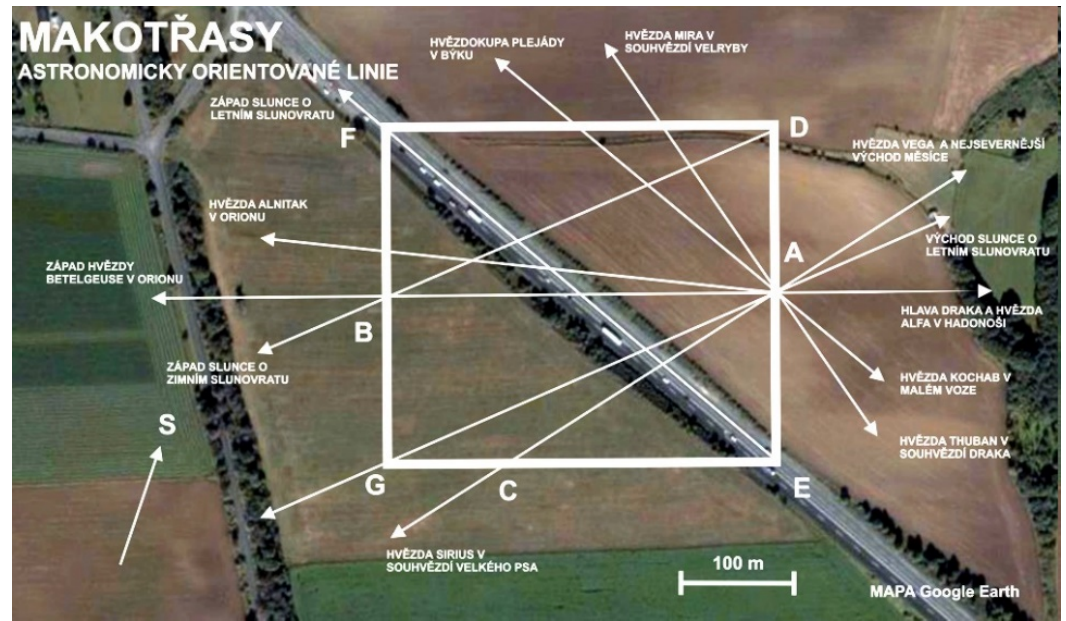 MAKOTŘASY
ASTRONOMICKY ORIENTOVANÉ LINIE
HVĚZDOKUPA PLEJÁDY
V BÝKU
HVĚZDA MIRA V
SOUHVĚZDÍ VELRYBY
ZÁPAD SLUNCE O
LETNÍM SLUNOVRATU
F
D
HVĚZDA VEGA A NEJSEVERNĚJŠÍ
VÝCHOD MĚSÍCE
HVĚZDA ALNITAK
V ORIONU
A
VÝCHOD SLUNCE O
LETNÍM SLUNOVRATU
ZÁPAD HVĚZDY
BETELGEUSE V ORIONU
HLAVA DRAKA A HVĚZDA
ALFA V HADONOŠI
B
ZÁPAD SLUNCE O
ZIMNÍM SLUNOVRATU
HVĚZDA KOCHAB V
MALÉM VOZE
S
HVĚZDA THUBAN V
SOUHVĚZDÍ DRAKA
G
C
E
HVĚZDA SIRIUS V
SOUHVĚZDÍ VELKÉHO PSA
100 m
MAPA Google Earth